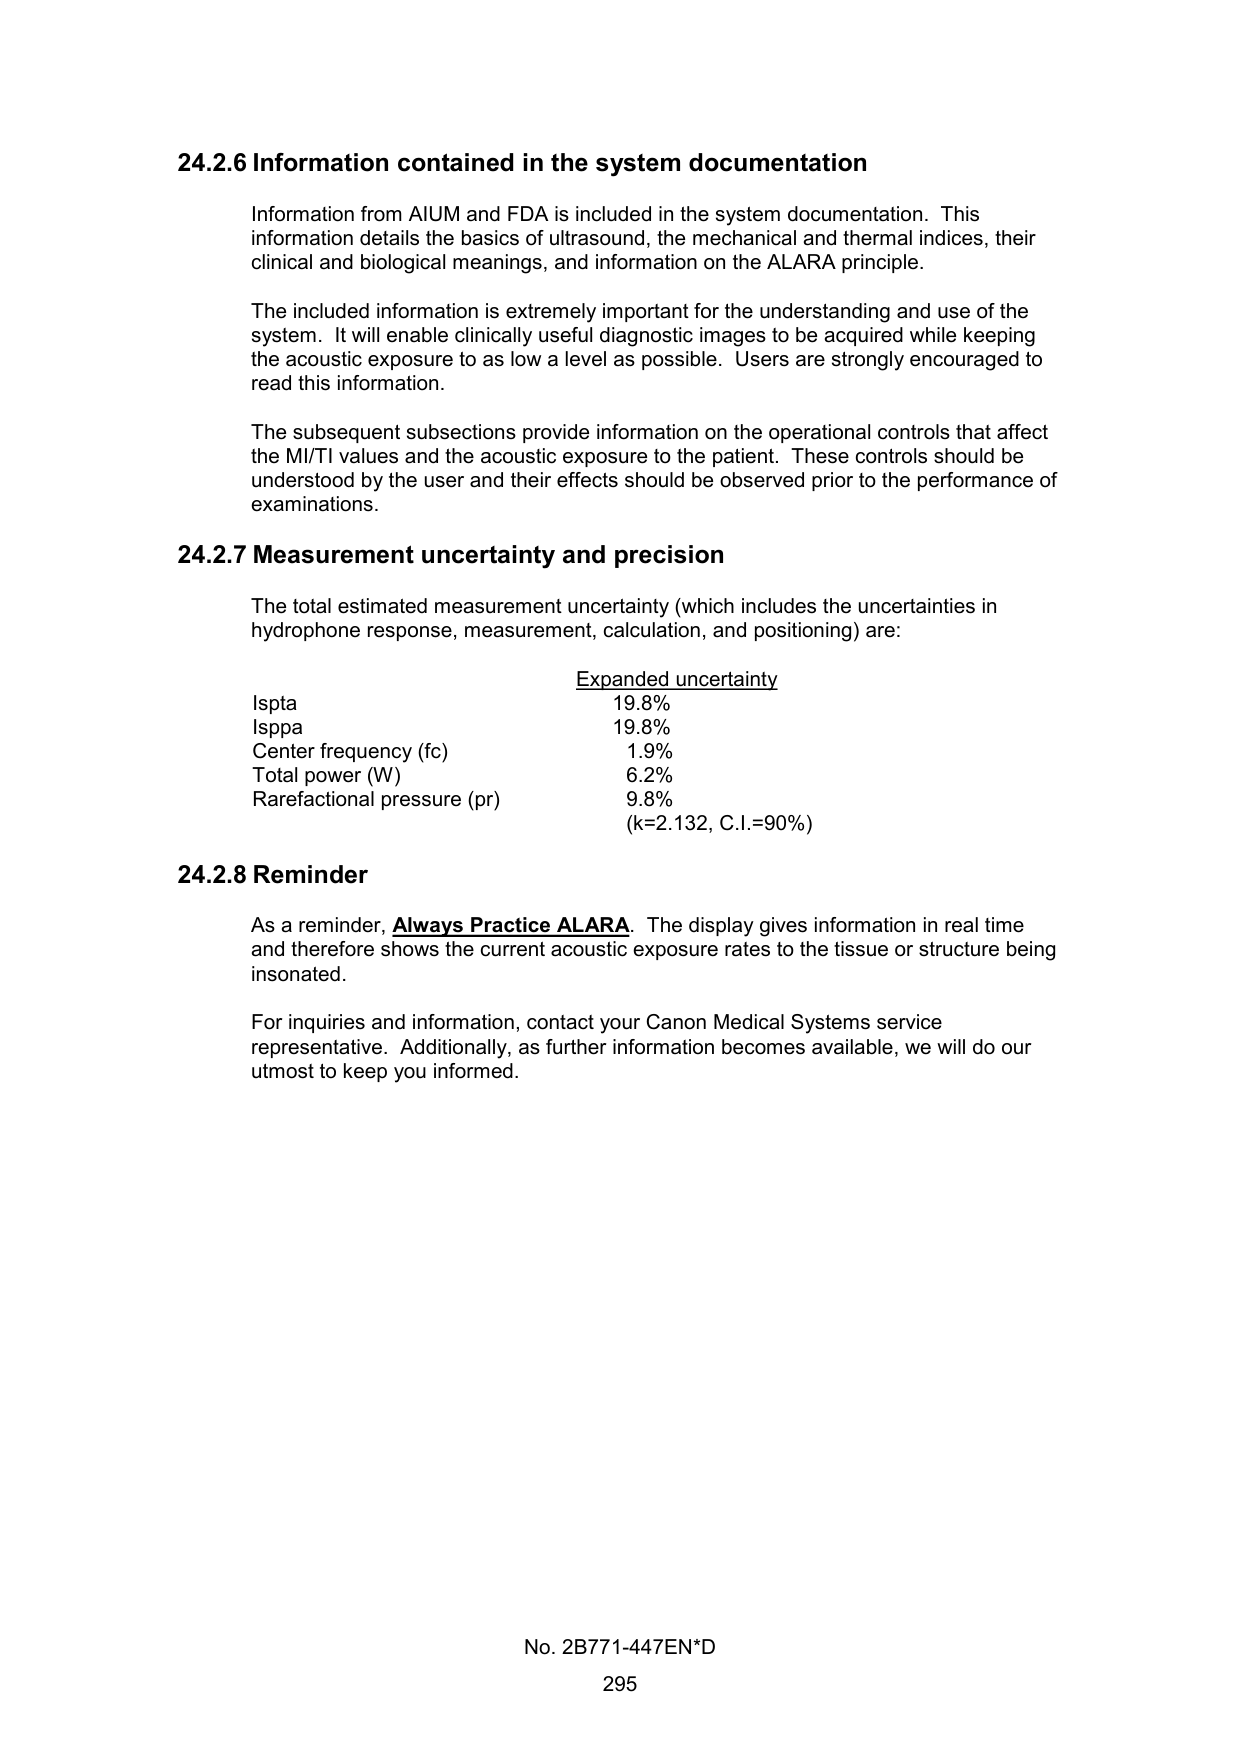 24.2.6 Information contained in the system documentation
Information from AIUM and FDA is included in the system documentation.  This
information details the basics of ultrasound, the mechanical and thermal indices, their
clinical and biological meanings, and information on the ALARA principle.
The included information is extremely important for the understanding and use of the
system.  It will enable clinically useful diagnostic images to be acquired while keeping
the acoustic exposure to as low a level as possible.  Users are strongly encouraged to
read this information.
The subsequent subsections provide information on the operational controls that affect
the MI/TI values and the acoustic exposure to the patient.  These controls should be
understood by the user and their effects should be observed prior to the performance of
examinations.
24.2.7 Measurement uncertainty and precision
The total estimated measurement uncertainty (which includes the uncertainties in
hydrophone response, measurement, calculation, and positioning) are:
Expanded uncertainty
Ispta 19.8%
Isppa 19.8%
Center frequency (fc) 1.9%
Total power (W) 6.2%
Rarefactional pressure (pr) 9.8%
(k=2.132, C.I.=90%)
24.2.8 Reminder
As a reminder, Always Practice ALARA.  The display gives information in real time
and therefore shows the current acoustic exposure rates to the tissue or structure being
insonated.
For inquiries and information, contact your Canon Medical Systems service
representative.  Additionally, as further information becomes available, we will do our
utmost to keep you informed.
No. 2B771-447EN*D
295